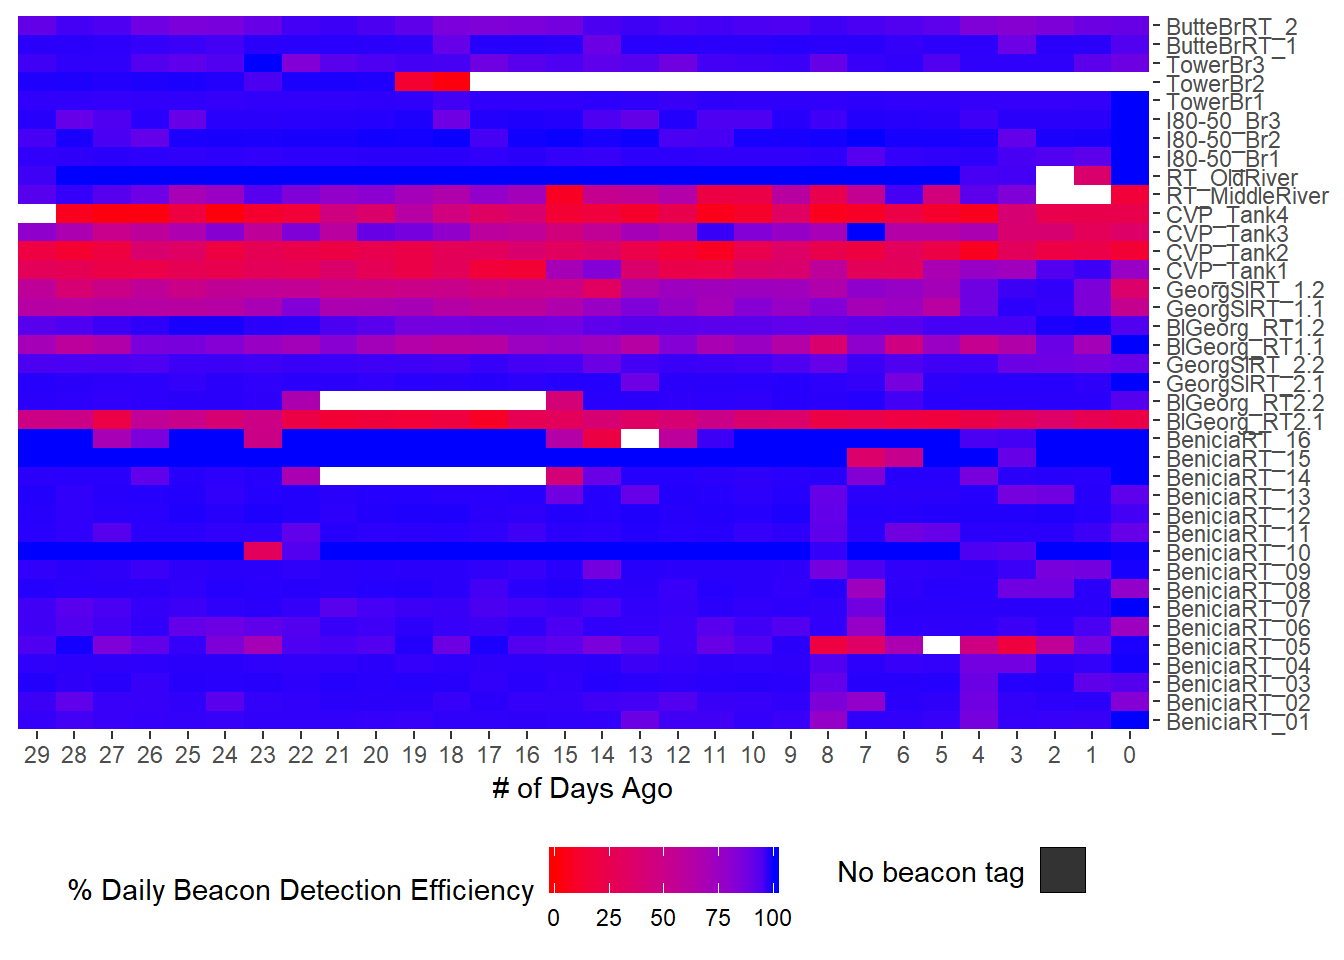 ButteBrRT_2
ButteBrRT_1
TowerBr3
TowerBr2
TowerBr1
I80-50_Br3
I80-50_Br2
I80-50_Br1
RT_OldRiver
RT_MiddleRiver
CVP_Tank4
CVP_Tank3
CVP_Tank2
CVP_Tank1
GeorgSlRT_1.2
GeorgSlRT_1.1
BlGeorg_RT1.2
BlGeorg_RT1.1
GeorgSlRT_2.2
GeorgSlRT_2.1
BlGeorg_RT2.2
BlGeorg_RT2.1
BeniciaRT_16
BeniciaRT_15
BeniciaRT_14
BeniciaRT_13
BeniciaRT_12
BeniciaRT_11
BeniciaRT_10
BeniciaRT_09
BeniciaRT_08
BeniciaRT_07
BeniciaRT_06
BeniciaRT_05
BeniciaRT_04
BeniciaRT_03
BeniciaRT_02
BeniciaRT_01
29 28 27 26 25 24 23 22 21 20 19 18 17 16 15 14 13 12 11 10 9 8 7 6 5 4 3 2 1 0
# of Days Ago
% Daily Beacon Detection Efficiency
0 25 50 75 100
No beacon tag